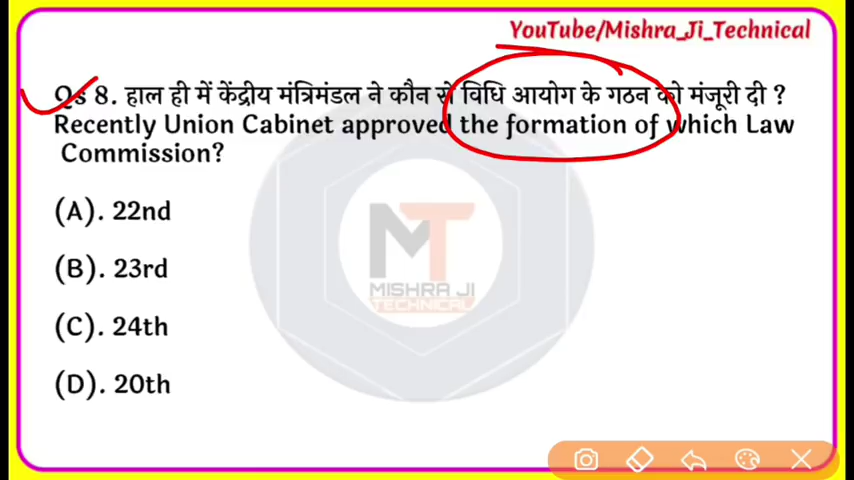 YouTube/Mishra_Ji_Technical
Qs 8. हाल ही में केंद्रीय मंत्रिमंडल ने कौन से विधि आयोग के गठन को मंजूरी दी ?
Recently Union Cabinet approved the formation of which Law
Commission?
(A). 22nd
(B). 23rd
(C). 24th
(D). 20th
MT
MISHRA JI
TECHNICAL